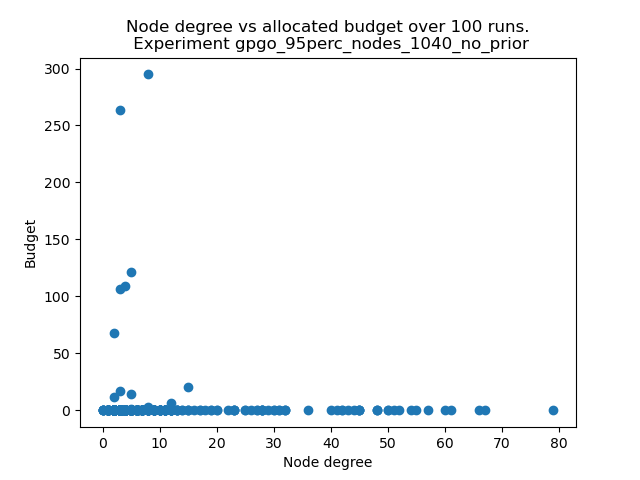 Node degree vs allocated budget over 100 runs.
Experiment gpgo_95perc_nodes_1040_no_prior
300
250
200
150
100
50
0
Budget
0 10 20 30 40 50 60 70 80
Node degree